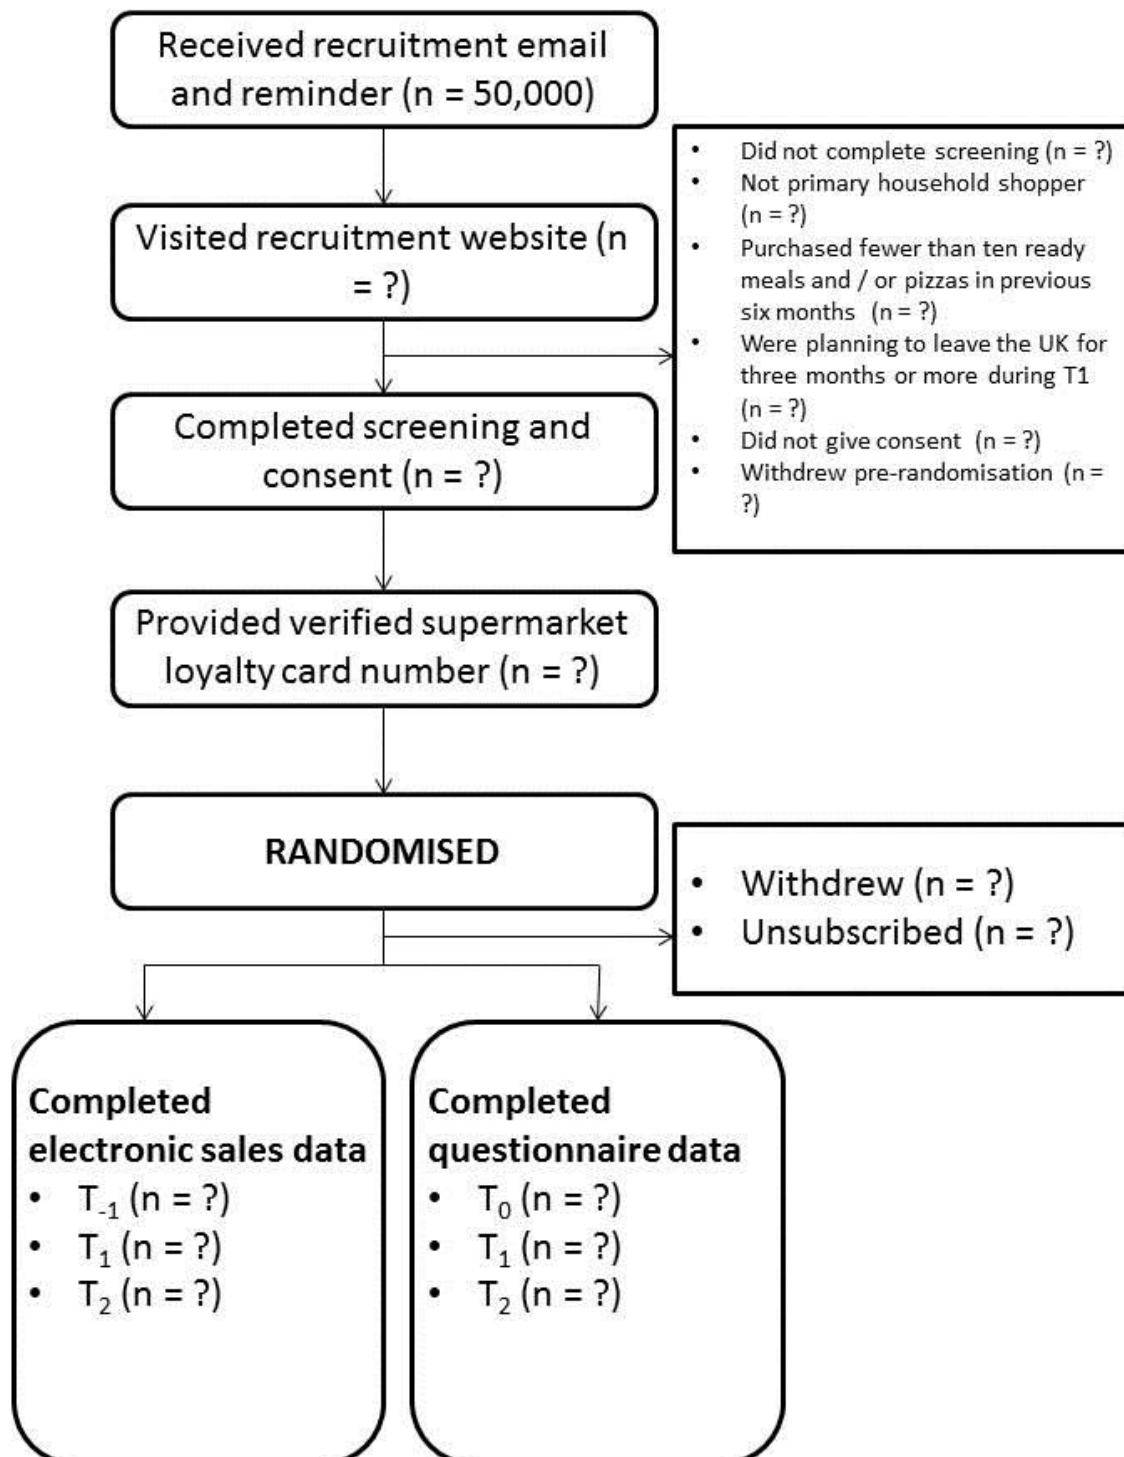 Received recruitment email
and reminder (n = 50,000)
• Did not complete screening (n = ?)
• Not primary household shopper
(n = ?)
• Purchased fewer than ten ready
meals and / or pizzas in previous
six months (n = ?)
• Were planning to leave the UK for
three months or more during T1
(n = ?)
• Did not give consent (n = ?)
• Withdrew pre-randomisation (n =
?)
Visited recruitment website (n
= ?)
Completed screening and
consent (n = ?)
Provided verified supermarket
loyalty card number (n = ?)
RANDOMISED
• Withdrew (n = ?)
• Unsubscribed (n = ?)
Completed
electronic sales data
• T-1 (n = ?)
• T1 (n = ?)
• T2 (n = ?)
Completed
questionnaire data
• T0 (n = ?)
• T1 (n = ?)
• T2 (n = ?)